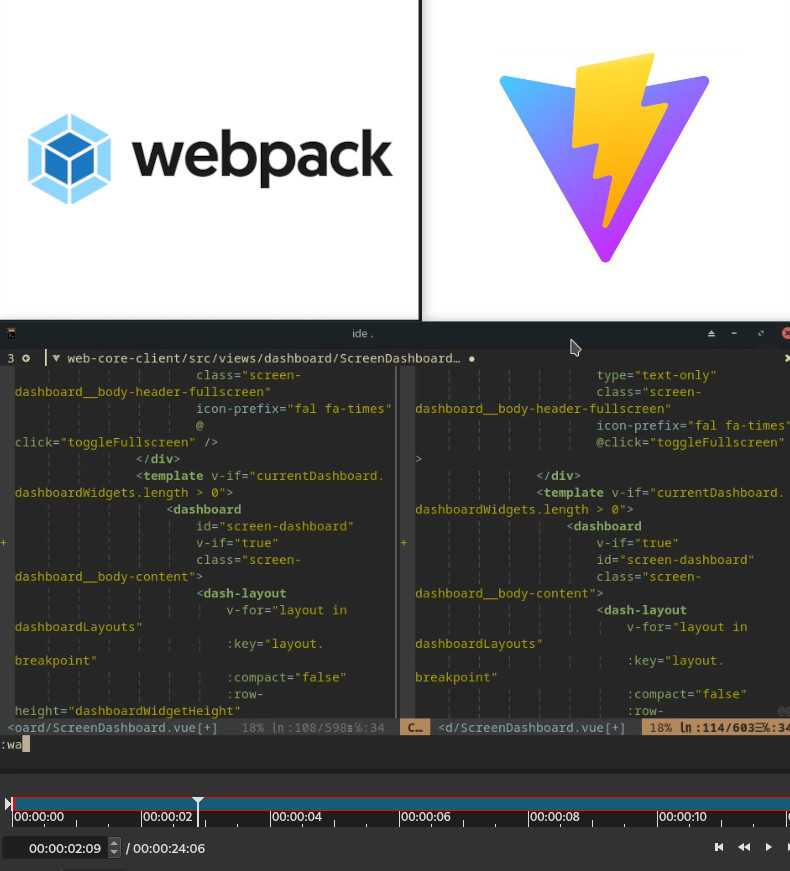 webpack
ide .
3
web-core-client/src/views/dashboard/ScreenDashboard… ●
class="screen-
dashboard__body-header-fullscreen"
icon-prefix="fal fa-times"
@
click="toggleFullscreen" />
</div>
<template v-if="currentDashboard.
dashboardWidgets.length > 0">
<dashboard
id="screen-dashboard"
+ v-if="true"
class="screen-
dashboard__body-content">
<dash-layout
v-for="layout in
dashboardLayouts"
:key="layout.
breakpoint"
:compact="false"
:row-
height="dashboardWidgetHeight"
<oard/ScreenDashboard.vue[+] 18% ln:108/598≡%:34
type="text-only"
class="screen-
dashboard__body-header-fullscreen"
icon-prefix="fal fa-times"
@click="toggleFullscreen"
>
</div>
<template v-if="currentDashboard.
dashboardWidgets.length > 0">
<dashboard
+ v-if="true"
id="screen-dashboard"
class="screen-
dashboard__body-content">
<dash-layout
v-for="layout in
dashboardLayouts"
:key="layout.
breakpoint"
:compact="false"
:row-
C… <d/ScreenDashboard.vue[+] 18% ln:114/603☰%:34
:wa
00:00:00 00:00:02 00:00:04 00:00:06 00:00:08 00:00:10
00:00:02:09 / 00:00:24:06